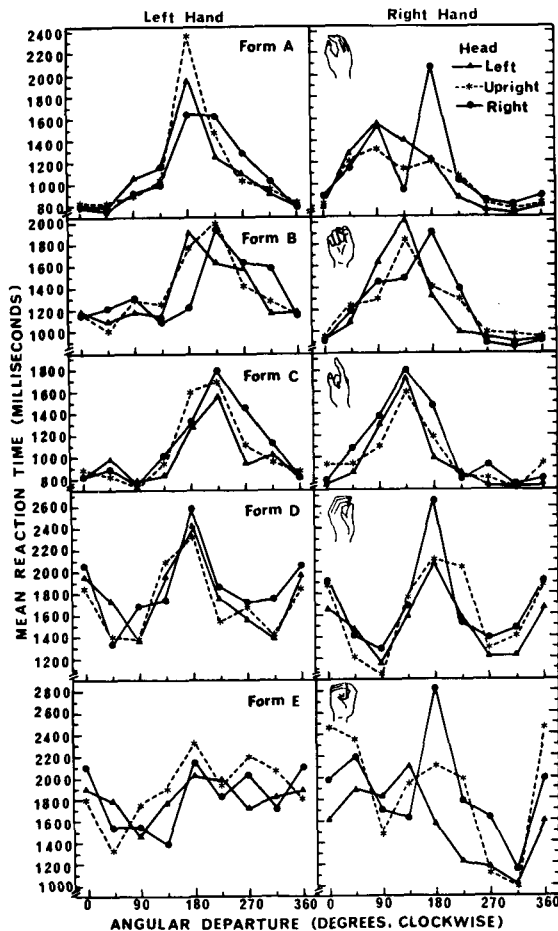 Left Hand
Right Hand
MEAN REACTION TIME (MILLISECONDS)
2400
2200
2000
1800
1600
1400
1200
1000
800
Form A
Head
Left
Upright
Right
2000
1800
1600
1400
1200
1000
Form B
1800
1600
1400
1200
1000
800
Form C
2600
2400
2200
2000
1800
1600
1400
1200
Form D
2800
2600
2400
2200
2000
1800
1600
1400
1200
1000
Form E
0 90 180 270 360
0 90 180 270 360
ANGULAR DEPARTURE (DEGREES, CLOCKWISE)